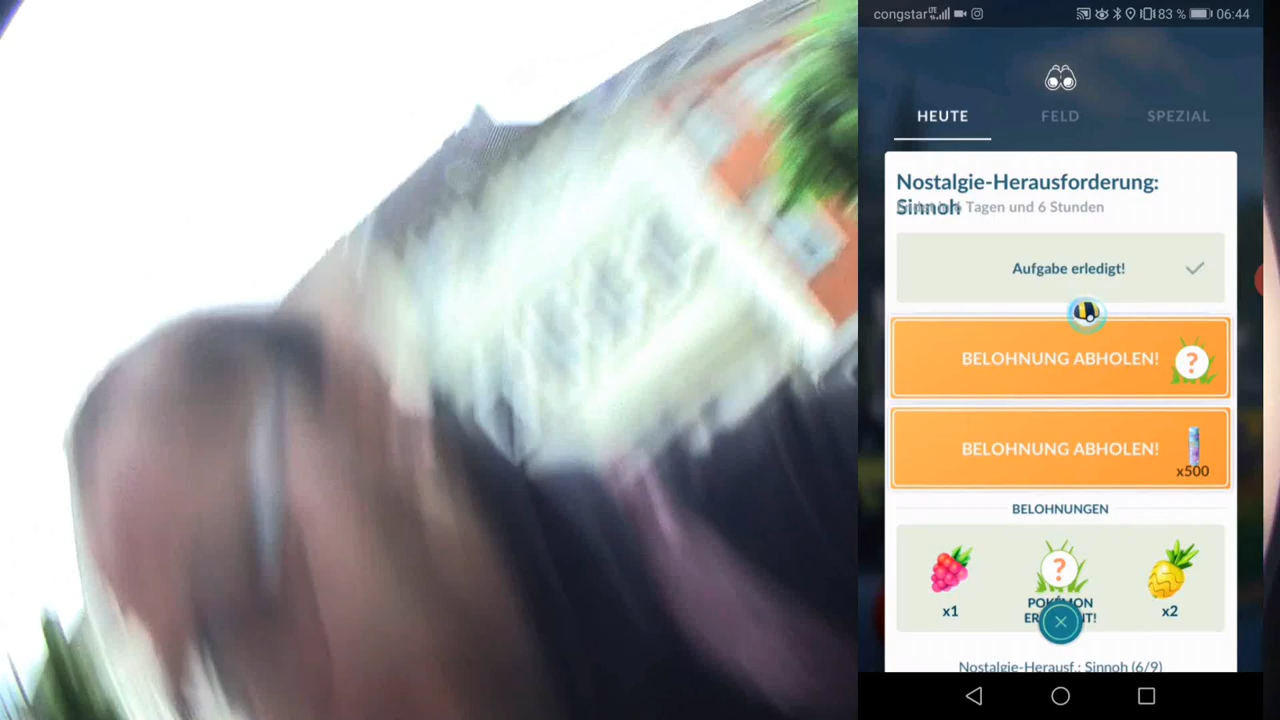 congstar LTE 83 % 06:44
HEUTE FELD SPEZIAL
Nostalgie-Herausforderung:
Sinnoh
Tagen und 6 Stunden
Aufgabe erledigt!
BELOHNUNG ABHOLEN!
?
BELOHNUNG ABHOLEN!
x500
BELOHNUNGEN
?
x1 x2
Nostalgie-Herausf.: Sinnoh (6/9)